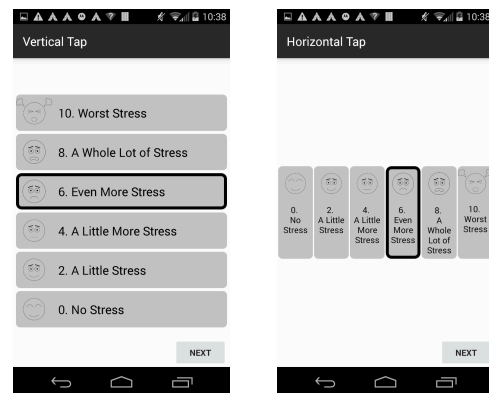 10:38
Vertical Tap
10. Worst Stress
8. A Whole Lot of Stress
6. Even More Stress
4. A Little More Stress
2. A Little Stress
0. No Stress
NEXT
10:38
Horizontal Tap
0.
No
Stress
2.
A Little
Stress
4.
A Little
More
Stress
6.
Even
More
Stress
8.
A
Whole
Lot of
Stress
10.
Worst
Stress
NEXT